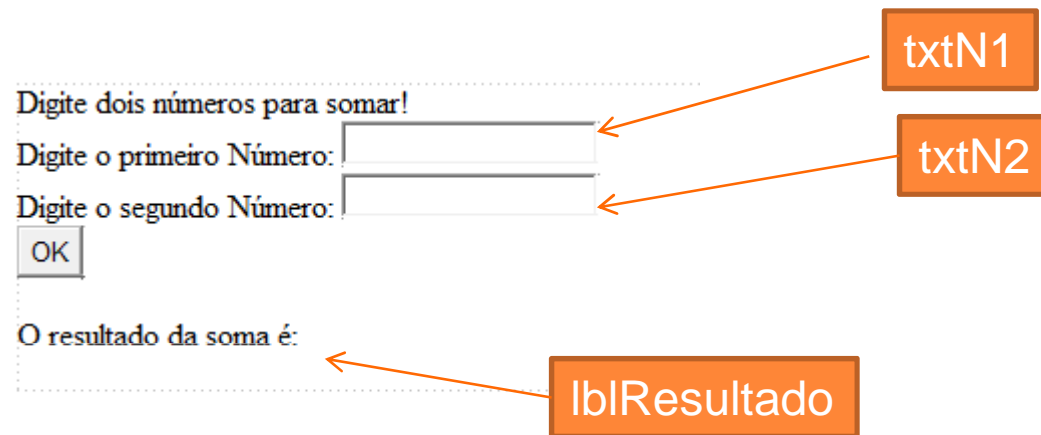 txtN1
Digite dois números para somar!
Digite o primeiro Número:
txtN2
Digite o segundo Número:
OK
O resultado da soma é:
lblResultado